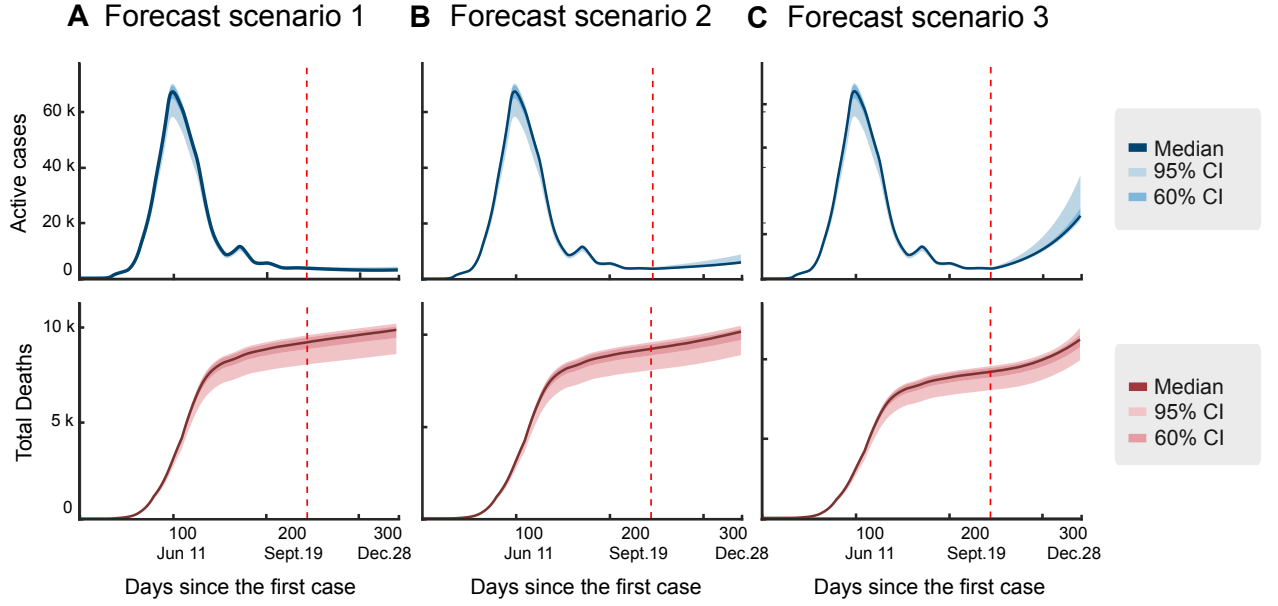 A Forecast scenario 1
B Forecast scenario 2
C Forecast scenario 3
Active cases
60 k
40 k
20 k
0
Median
95% CI
60% CI
Total Deaths
10 k
5 k
0
Median
95% CI
60% CI
100 200 300
Jun 11 Sept.19 Dec.28
100 200 300
Jun 11 Sept.19 Dec.28
100 200 300
Jun 11 Sept.19 Dec.28
Days since the first case
Days since the first case
Days since the first case